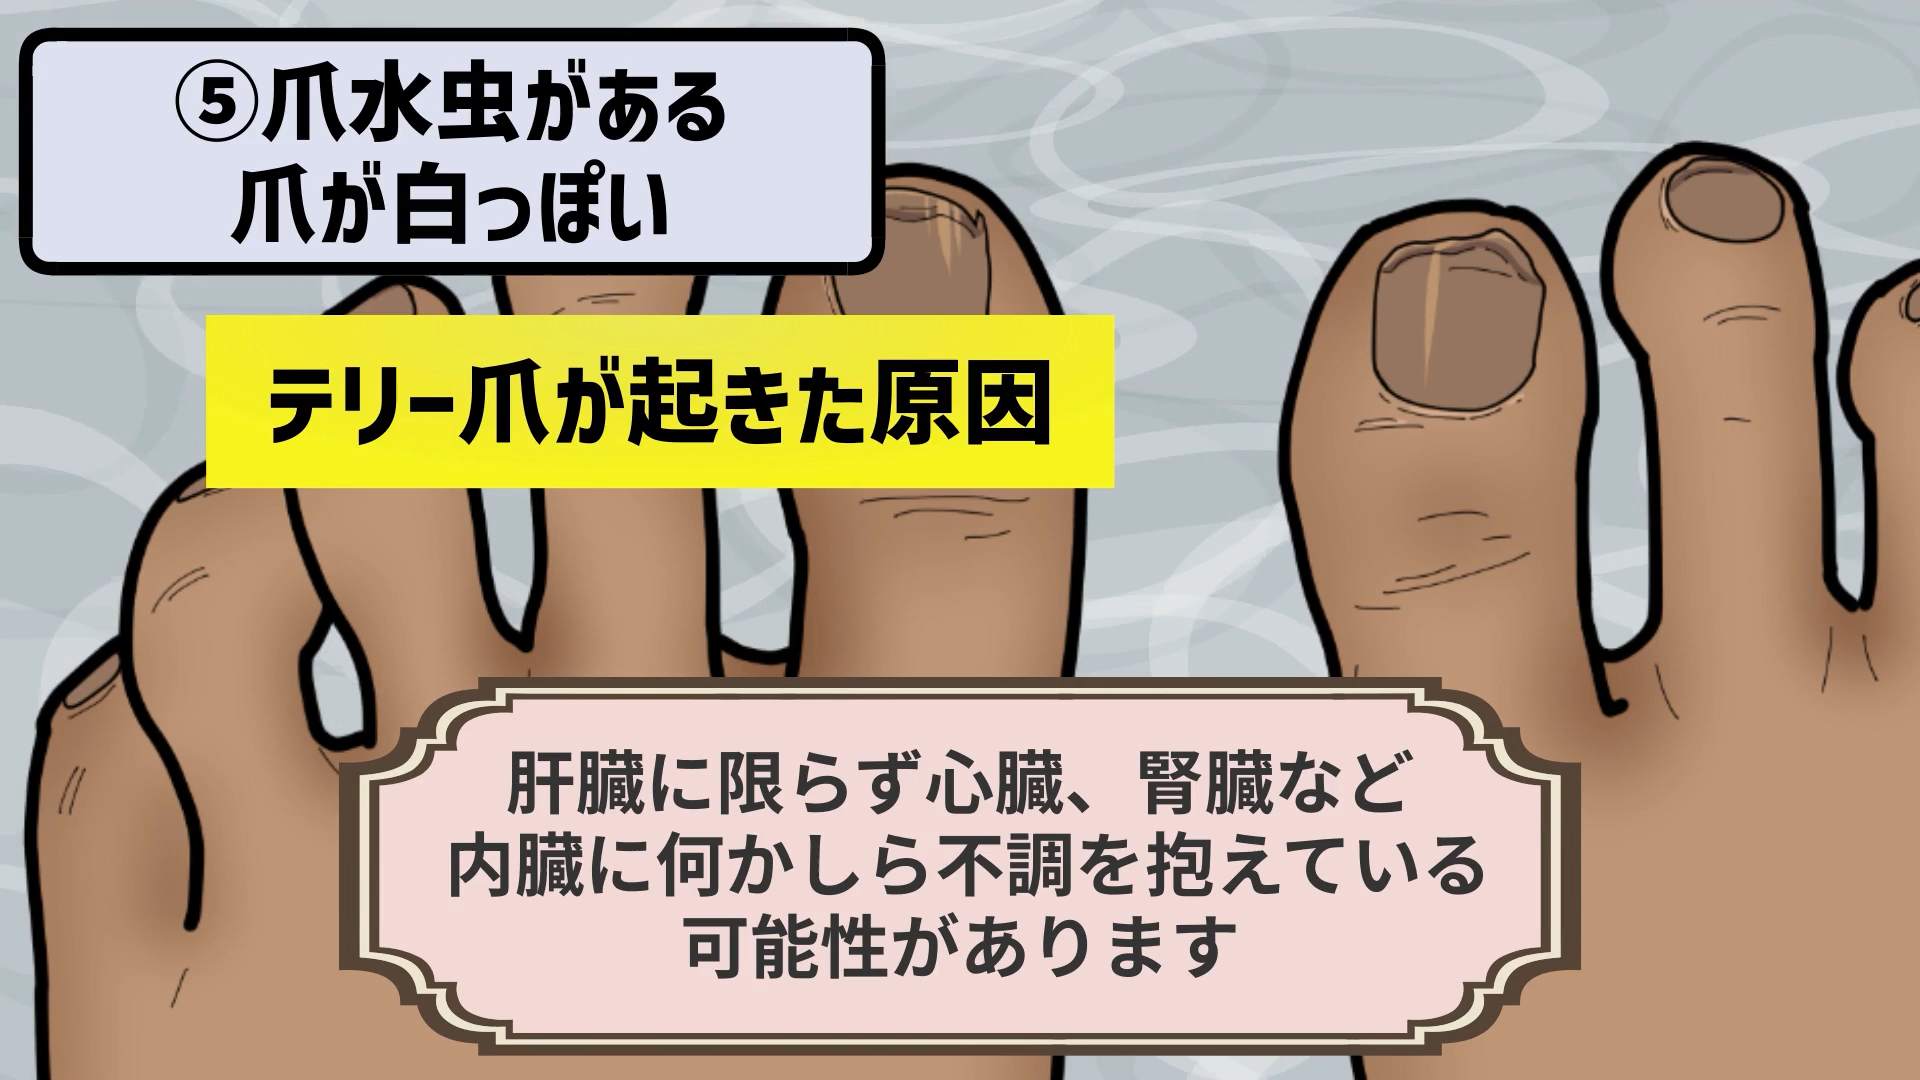 ⑤爪水虫がある
爪が白っぽい
テリー爪が起きた原因
肝臓に限らず心臓、腎臓など
内臓に何かしら不調を抱えている
可能性があります